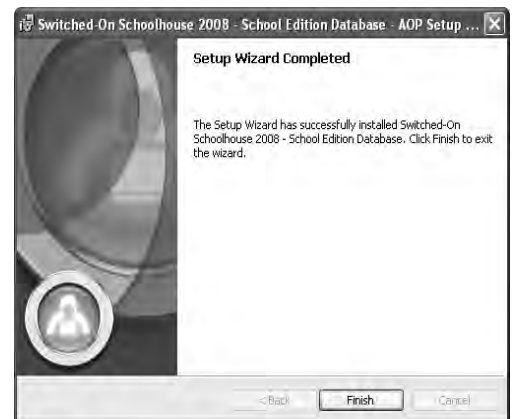 Switched-On Schoolhouse 2008 - School Edition Database - AOP Setup ...
Setup Wizard Completed
The Setup Wizard has successfully installed Switched-On
Schoolhouse 2008 - School Edition Database. Click Finish to exit
the wizard.
< Back
Finish
Cancel